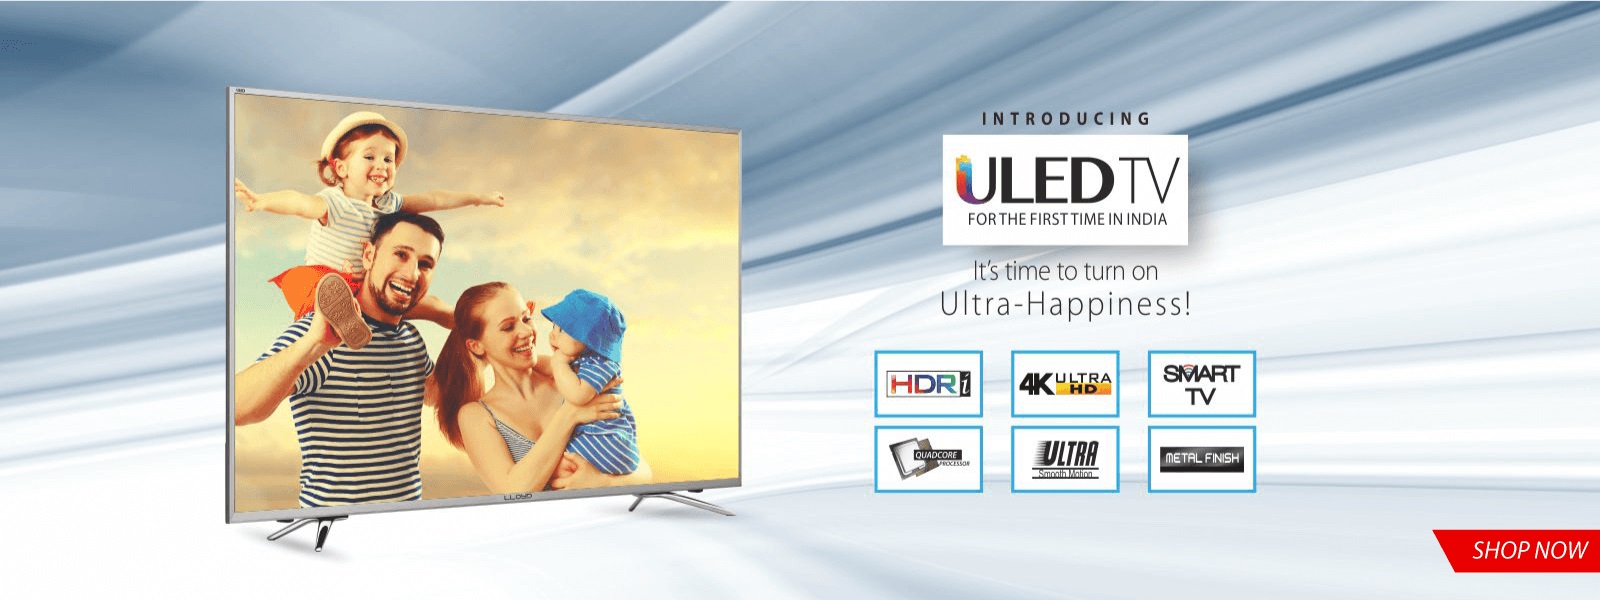 INTRODUCING
ULED TV
FOR THE FIRST TIME IN INDIA
It's time to turn on
Ultra-Happiness!
HDR i
4K ULTRA HD
SMART
TV
QUADCORE
PROCESSOR
ULTRA
Smooth Motion
METAL FINISH
LLOYD
SHOP NOW